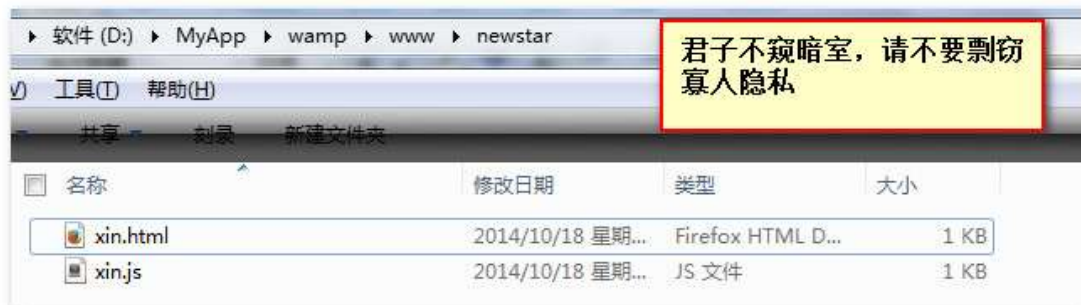 软件 (D:) ▸ MyApp ▸ wamp ▸ www ▸ newstar
君子不窥暗室，请不要剽窃
寡人隐私
V) 工具(T) 帮助(H)
共享 刻录 新建文件夹
名称 修改日期 类型 大小
xin.html 2014/10/18 星期... Firefox HTML D... 1 KB
xin.js 2014/10/18 星期... JS 文件 1 KB